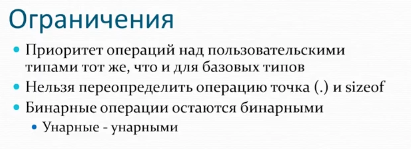 Ограничения
• Приоритет операций над пользовательскими
типами тот же, что и для базовых типов
• Нельзя переопределить операцию точка (.) и sizeof
• Бинарные операции остаются бинарными
• Унарные - унарными